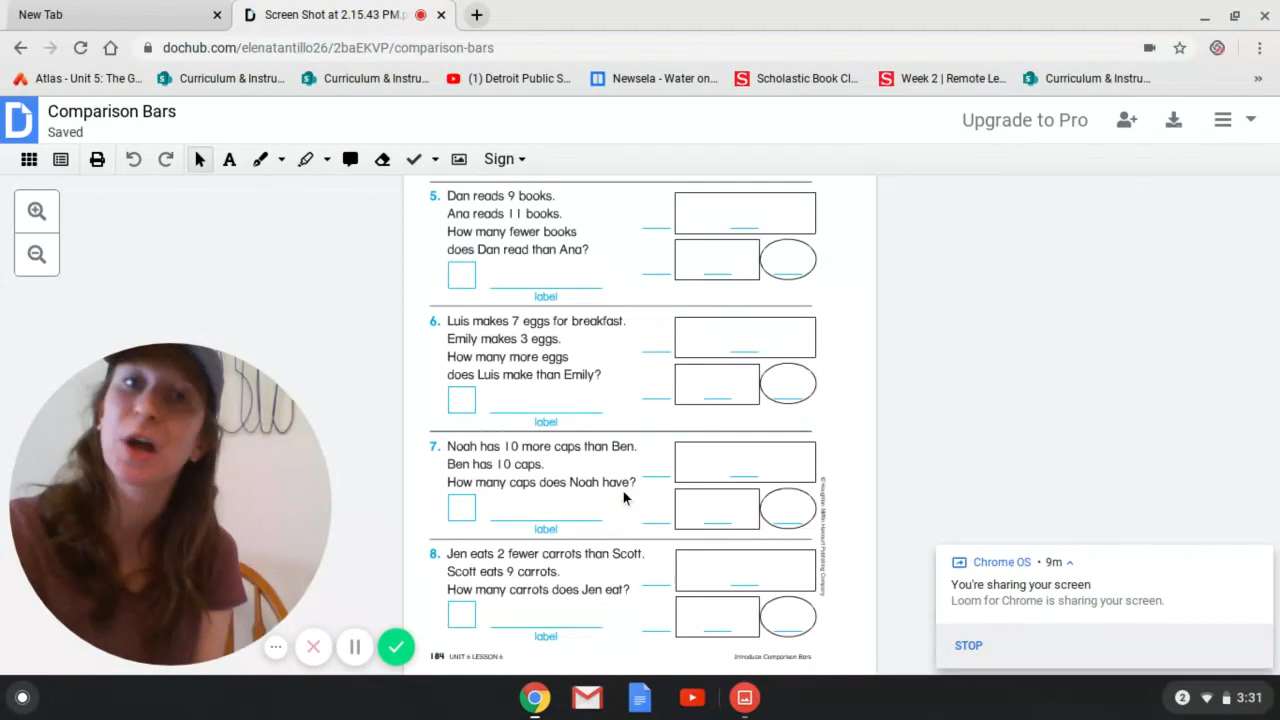 New Tab
Screen Shot at 2.15.43 PM.p
dochub.com/elenatantillo26/2baEKVP/comparison-bars
Atlas - Unit 5: The G...
Curriculum & Instru...
Curriculum & Instru...
(1) Detroit Public S...
Newsela - Water on...
Scholastic Book Cl...
Week 2 | Remote Le...
Curriculum & Instru...
»
Comparison Bars
Saved
Upgrade to Pro
A
Sign
5. Dan reads 9 books.
Ana reads 11 books.
How many fewer books
does Dan read than Ana?
label
6. Luis makes 7 eggs for breakfast.
Emily makes 3 eggs.
How many more eggs
does Luis make than Emily?
label
7. Noah has 10 more caps than Ben.
Ben has 10 caps.
How many caps does Noah have?
label
8. Jen eats 2 fewer carrots than Scott.
Scott eats 9 carrots.
How many carrots does Jen eat?
label
184 UNIT 6 LESSON 6
Introduce Comparison Bars
© Houghton Mifflin Harcourt Publishing Company
Chrome OS • 9m
You're sharing your screen
Loom for Chrome is sharing your screen.
STOP
2
3:31